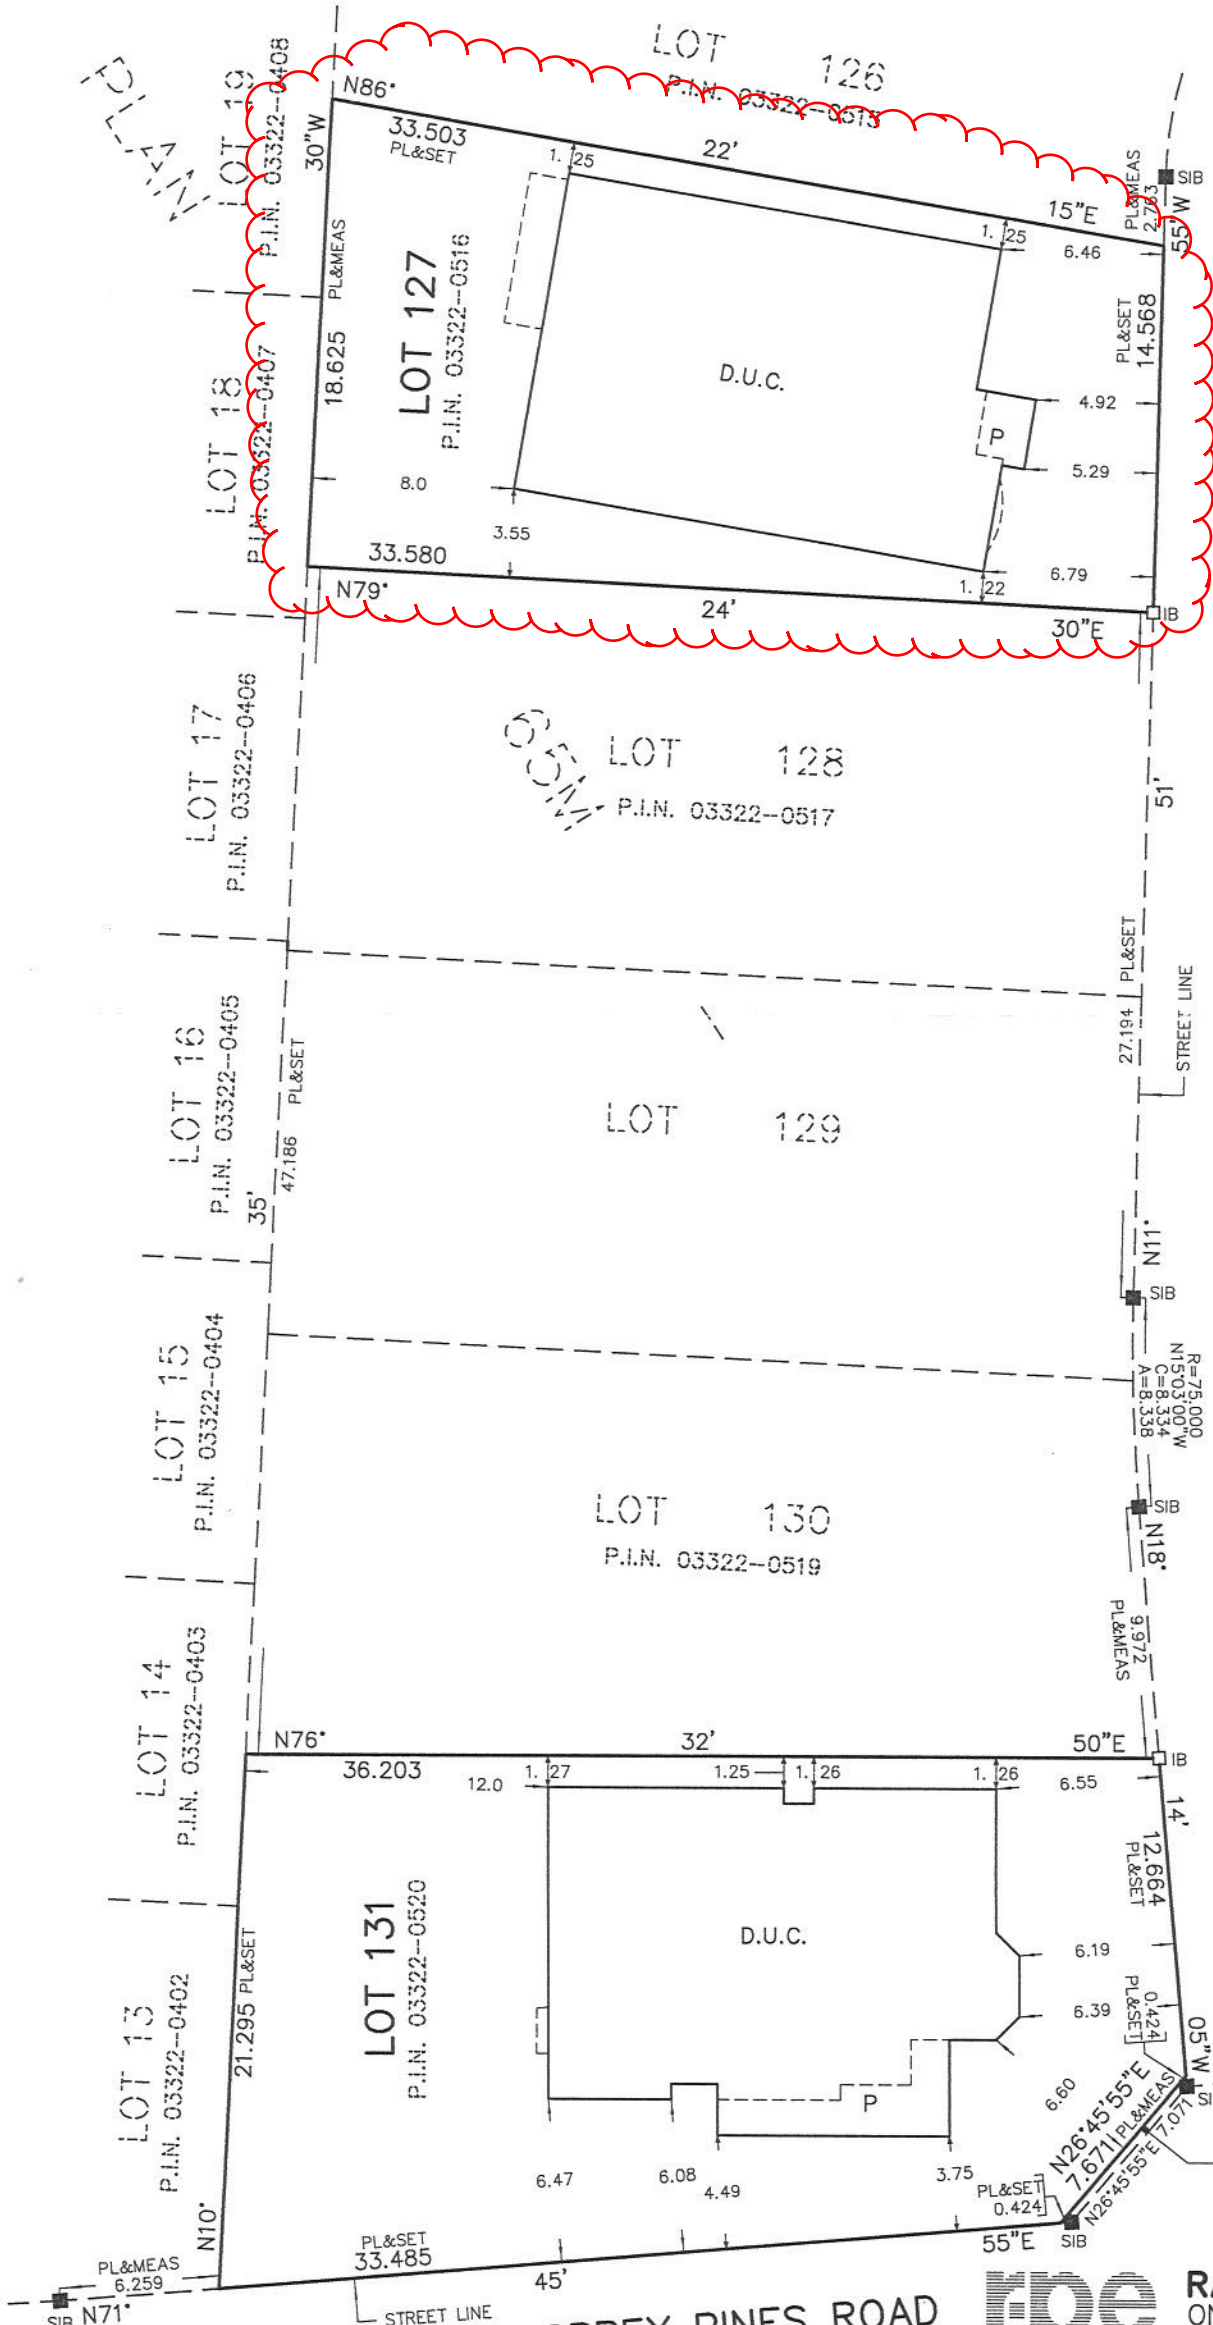 PLAN
LOT 19
P.I.N. 03322-0408
LOT 126
P.I.N. 03322-0515
N86°
33.503
PL&SET
22'
15"E
30"W
PL&MEAS
18.625
1.25
1.25
6.46
PL&MEAS
2.763
SIB
55"W
PL&SET
14.568
LOT 127
P.I.N. 03322-0516
D.U.C.
4.92
P
5.29
LOT 18
P.I.N. 03322-0407
8.0
3.55
33.580
N79°
24'
30"E
1.22
6.79
IB
LOT 17
P.I.N. 03322-0406
65M
LOT 128
P.I.N. 03322-0517
51'
PL&SET
27.194
STREET LINE
LOT 16
P.I.N. 03322-0405
PL&SET
47.186
35'
LOT 129
N11°
SIB
R=75.000
N15°03'00"W
C=8.334
A=8.338
LOT 15
P.I.N. 03322-0404
LOT 130
P.I.N. 03322-0519
SIB
N18°
9.972
PL&MEAS
LOT 14
P.I.N. 03322-0403
N76°
32'
50"E
IB
36.203
12.0
1.27
1.25
1.26
1.26
6.55
14'
12.664
PL&SET
LOT 131
P.I.N. 03322-0520
D.U.C.
6.19
6.39
0.424
PL&SET
05"W
LOT 13
P.I.N. 03322-0402
21.295 PL&SET
P
6.60
N26°45'55"E
7.671
PL&MEAS
N26°45'55"E
7.071
6.47
6.08
4.49
3.75
PL&SET
0.424
SIB
N10°
PL&SET
33.485
45'
55"E
PL&MEAS
6.259
SIB
N71°
STREET LINE
PINES ROAD
rpe